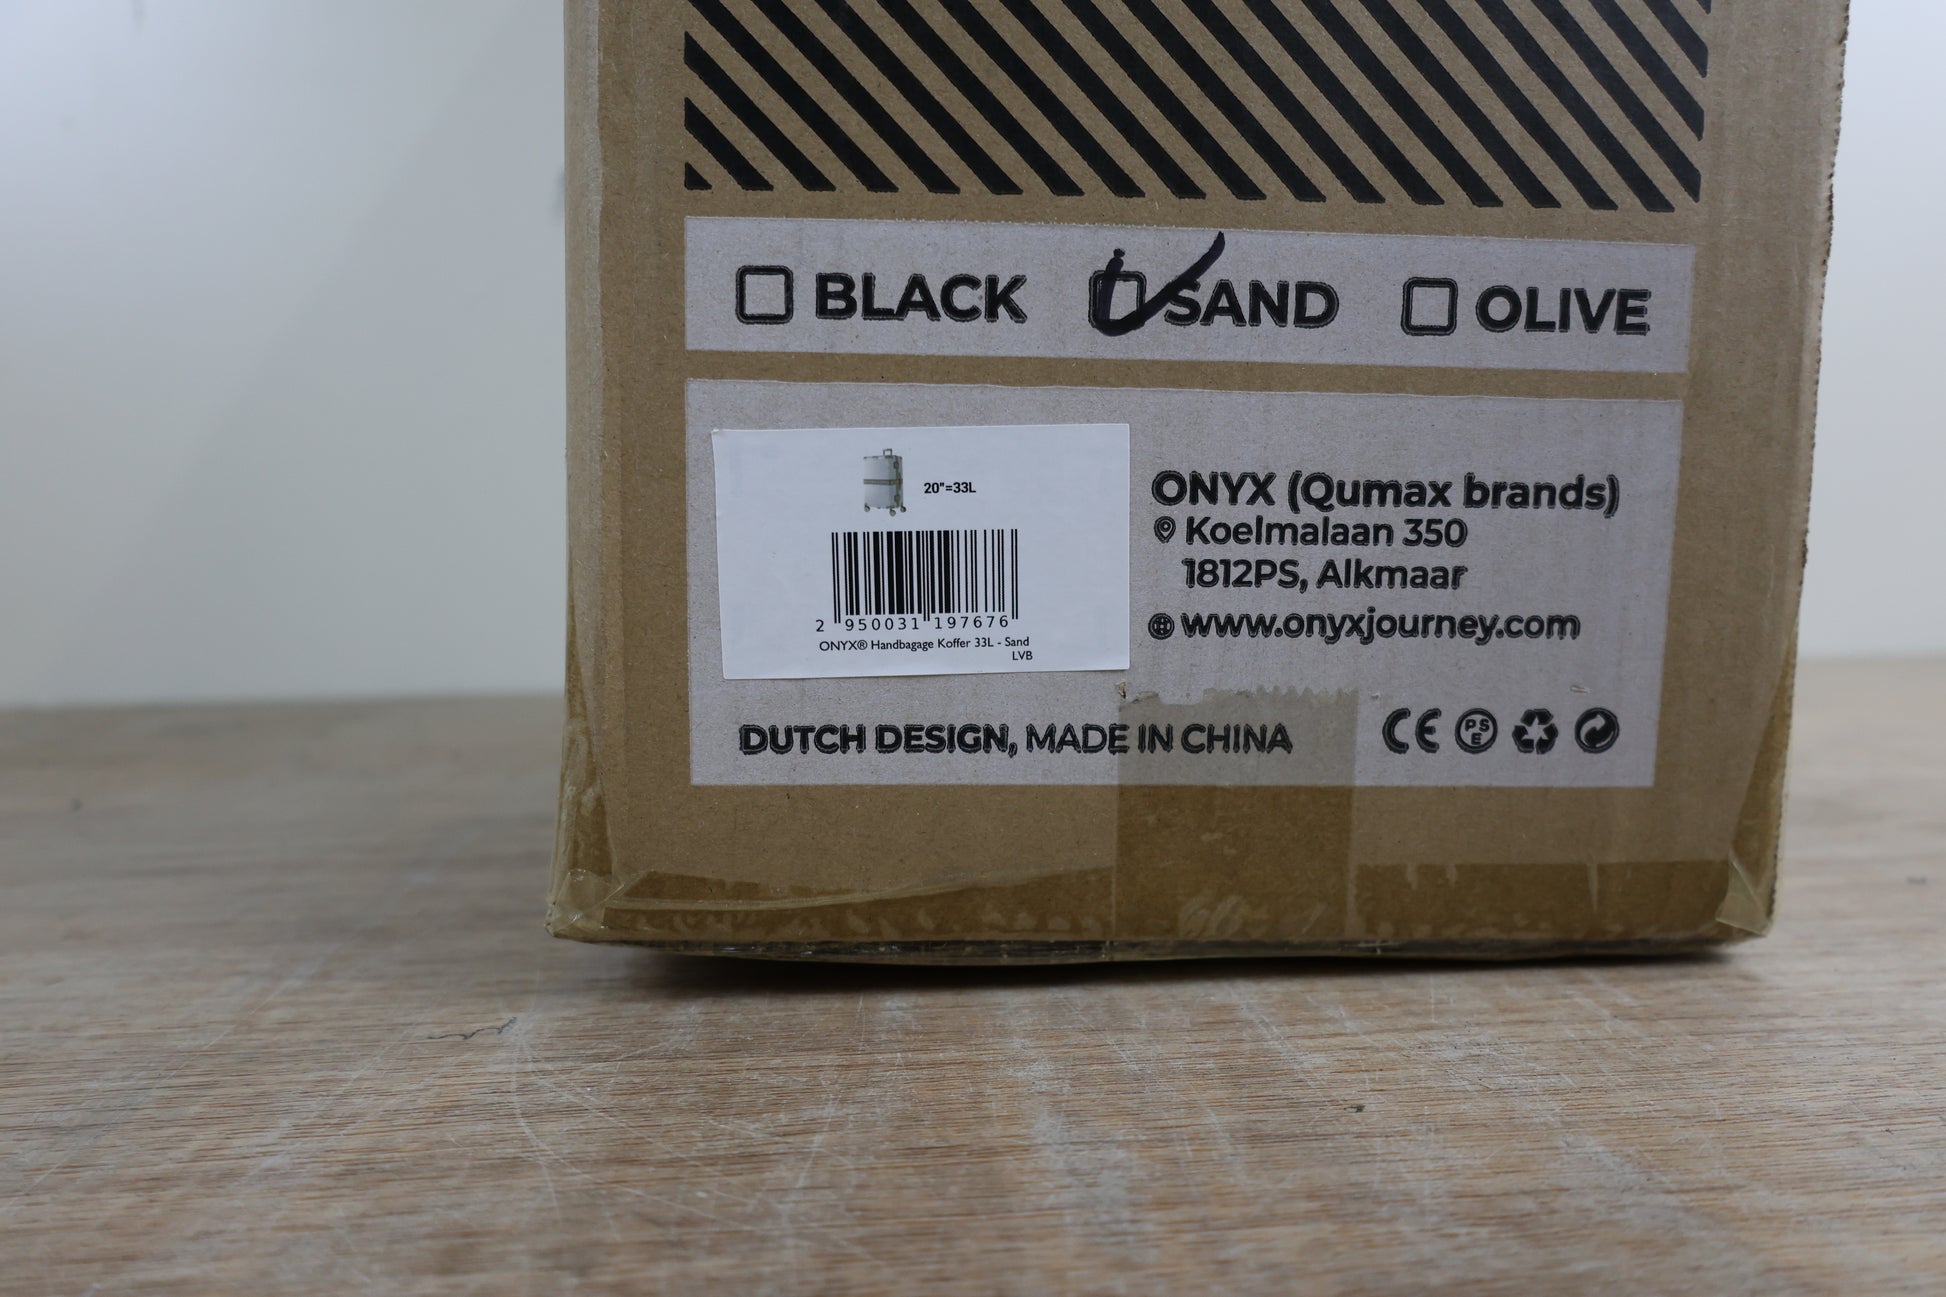 BLACK SAND OLIVE
20"=33L
2 950031 197676
ONYX® Handbagage Koffer 33L - Sand
LVB
ONYX (Qumax brands)
Koelmalaan 350
1812PS, Alkmaar
www.onyxjourney.com
DUTCH DESIGN, MADE IN CHINA
CE PSE